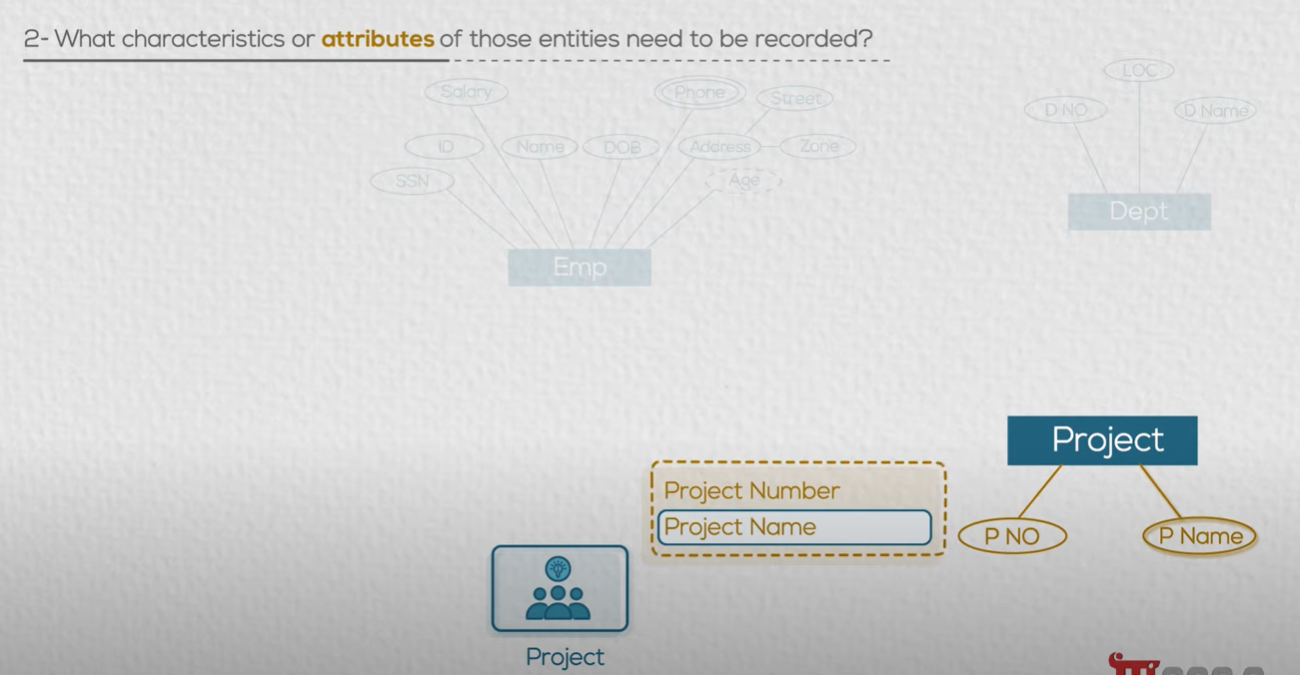 2- What characteristics or attributes of those entities need to be recorded?
LOC
Salary
Phone
Street
D NO
D Name
ID
Name
DOB
Address
Zone
SSN
Age
Dept
Emp
Project
Project Number
Project Name
P NO
P Name
Project